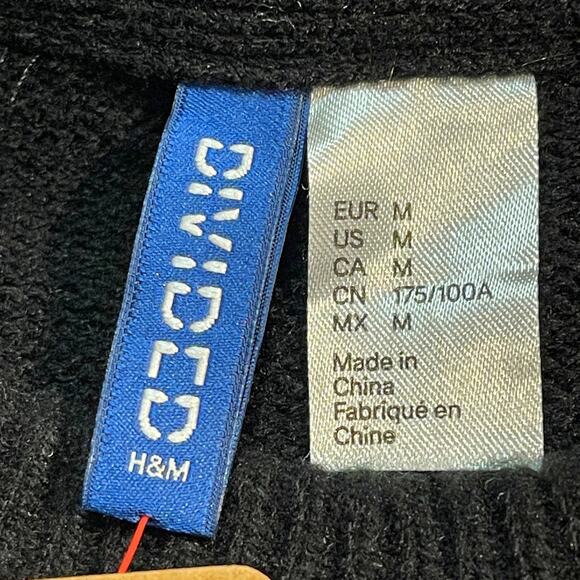 DIVIDED
H&M
EUR M
US M
CA M
CN 175/100A
MX M
Made in
China
Fabriqué en
Chine